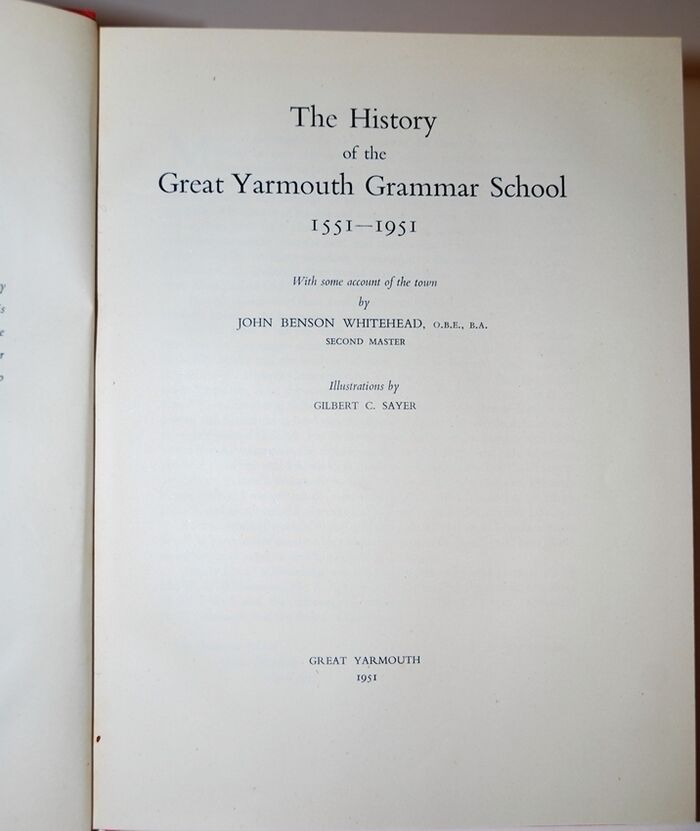 The History
of the
Great Yarmouth Grammar School
1551—1951
With some account of the town
by
JOHN BENSON WHITEHEAD, O.B.E., B.A.
SECOND MASTER
Illustrations by
GILBERT C. SAYER
GREAT YARMOUTH
1951